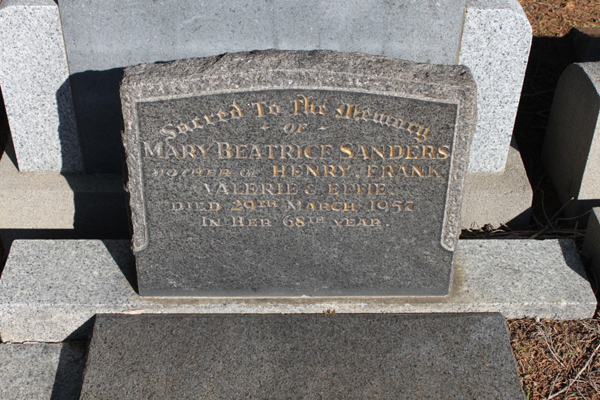 Sacred To The Memory
- OF -
MARY BEATRICE SANDERS
MOTHER OF HENRY, FRANK
VALERIE & EFFIE.
DIED 29TH MARCH 1957
IN HER 68TH YEAR.